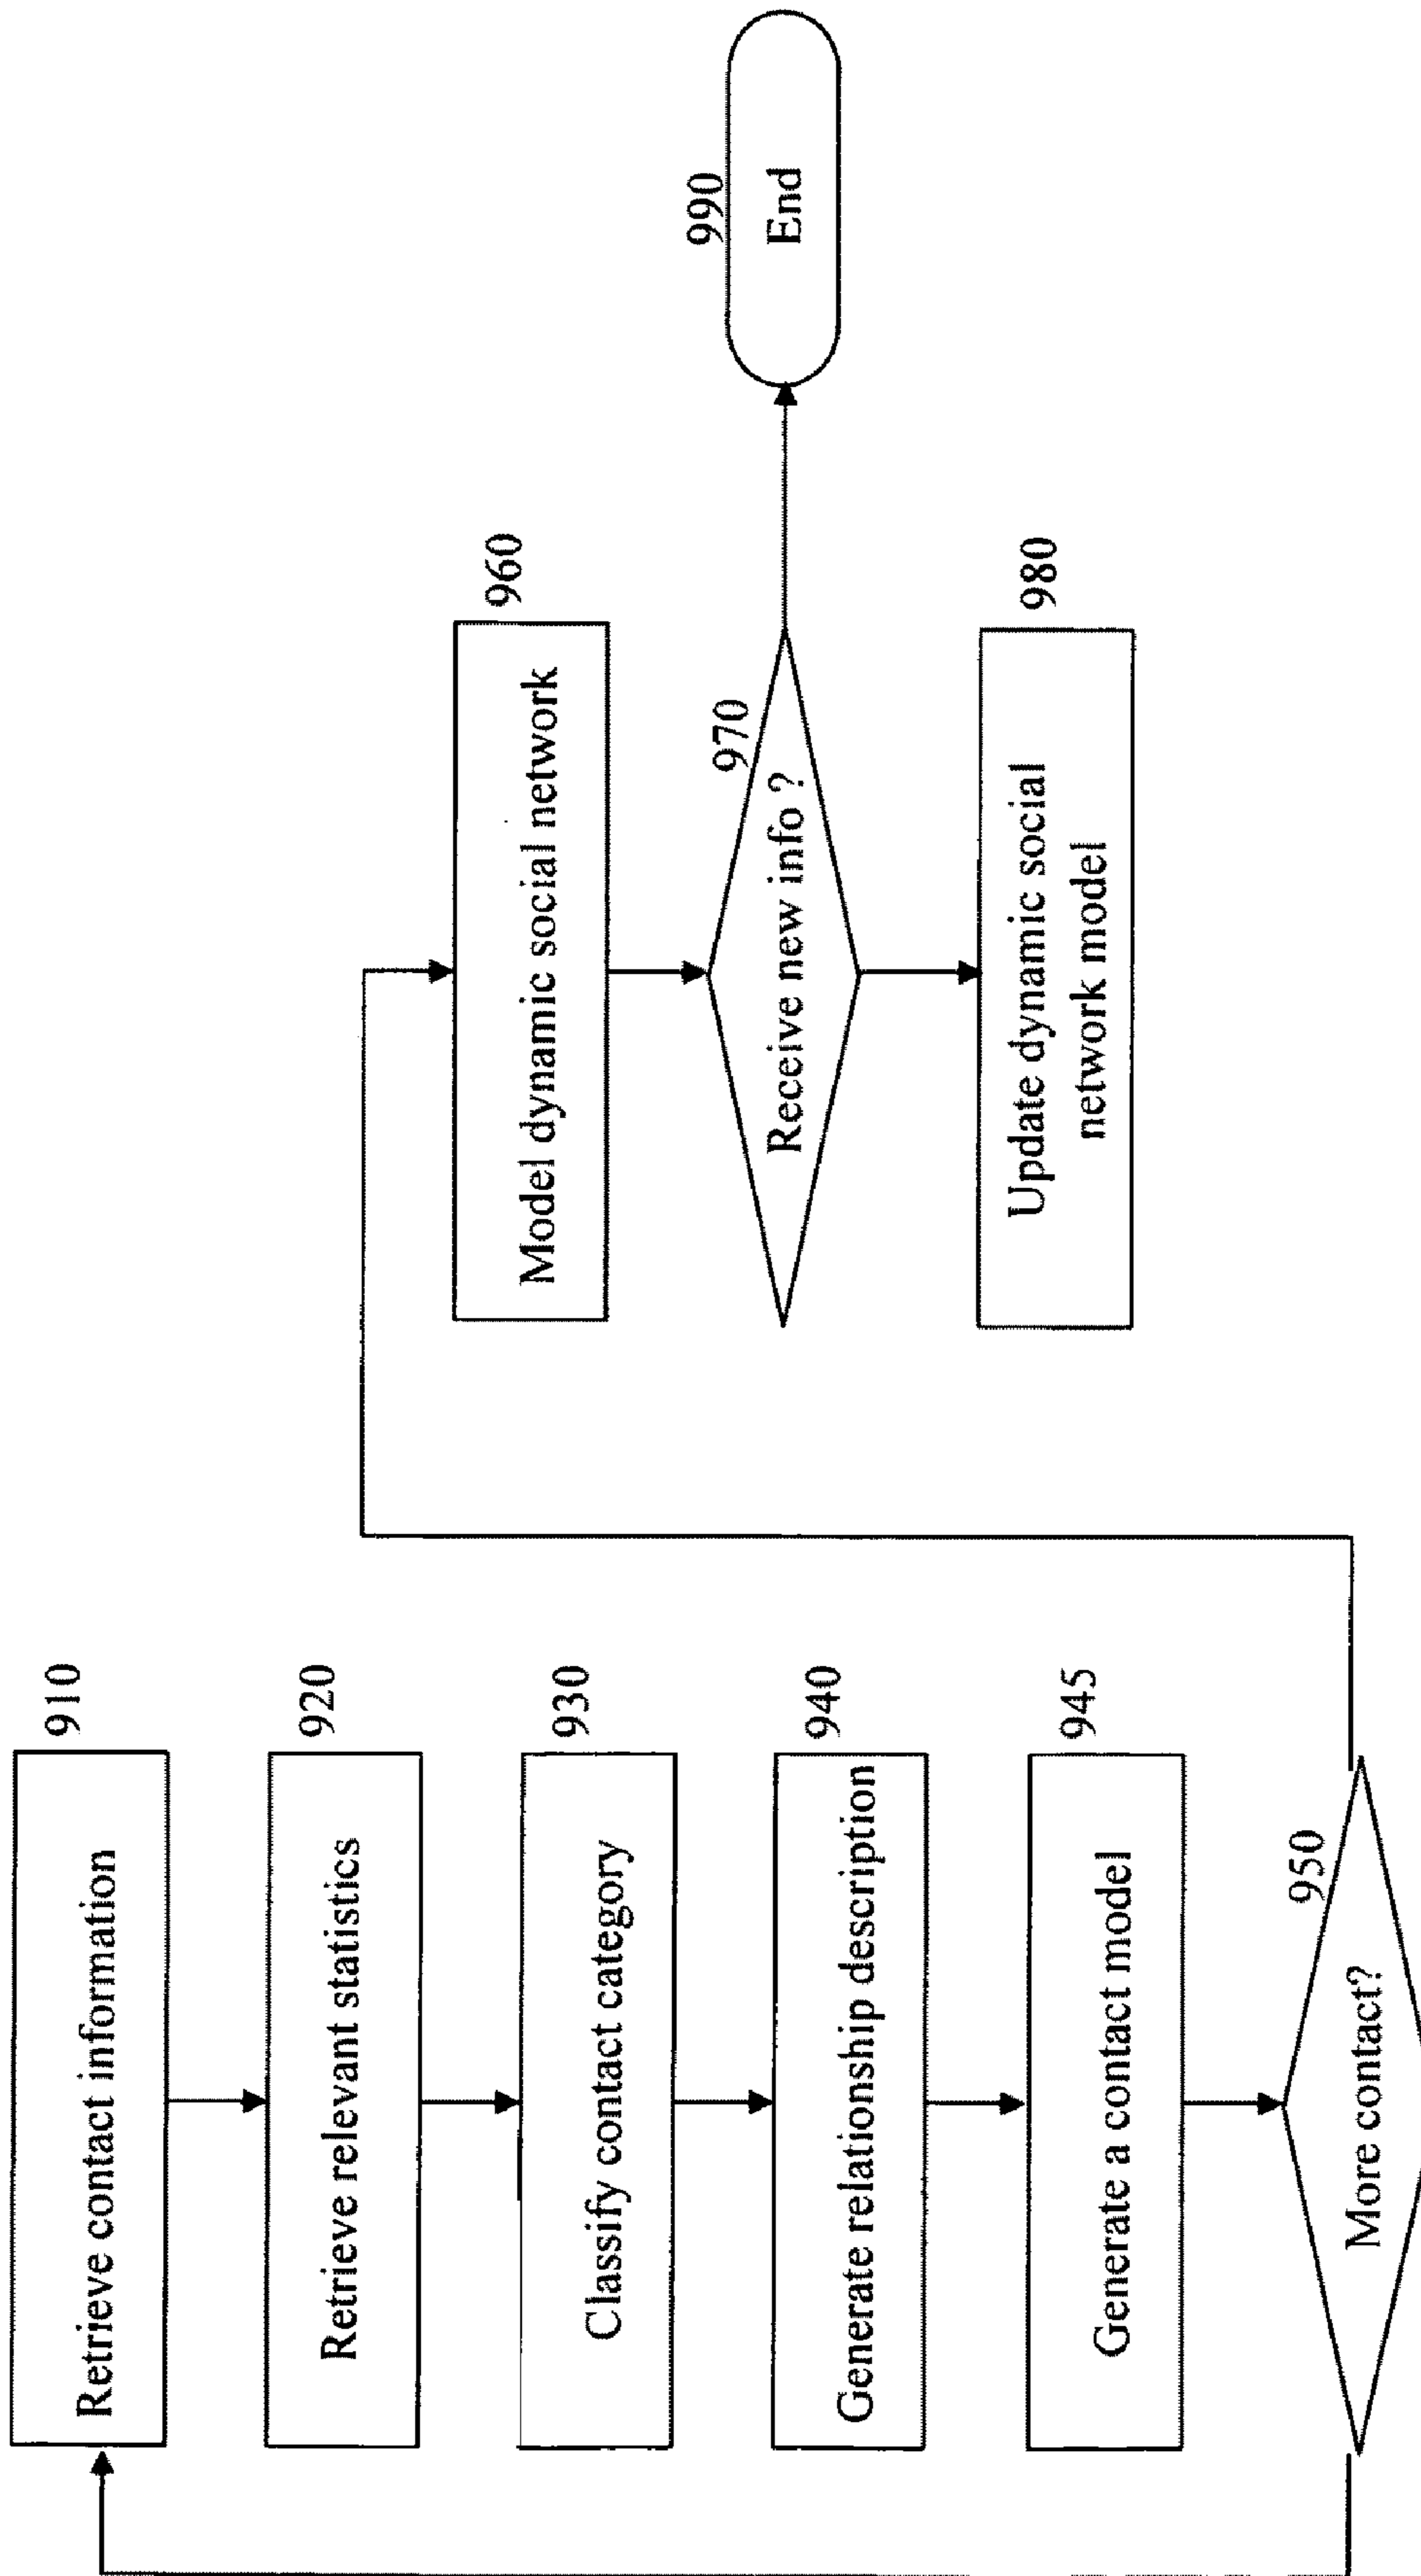 910
Retrieve contact information
920
Retrieve relevant statistics
930
Classify contact category
940
Generate relationship description
945
Generate a contact model
950
More contact?
960
Model dynamic social network
970
Receive new info ?
980
Update dynamic social
network model
990
End